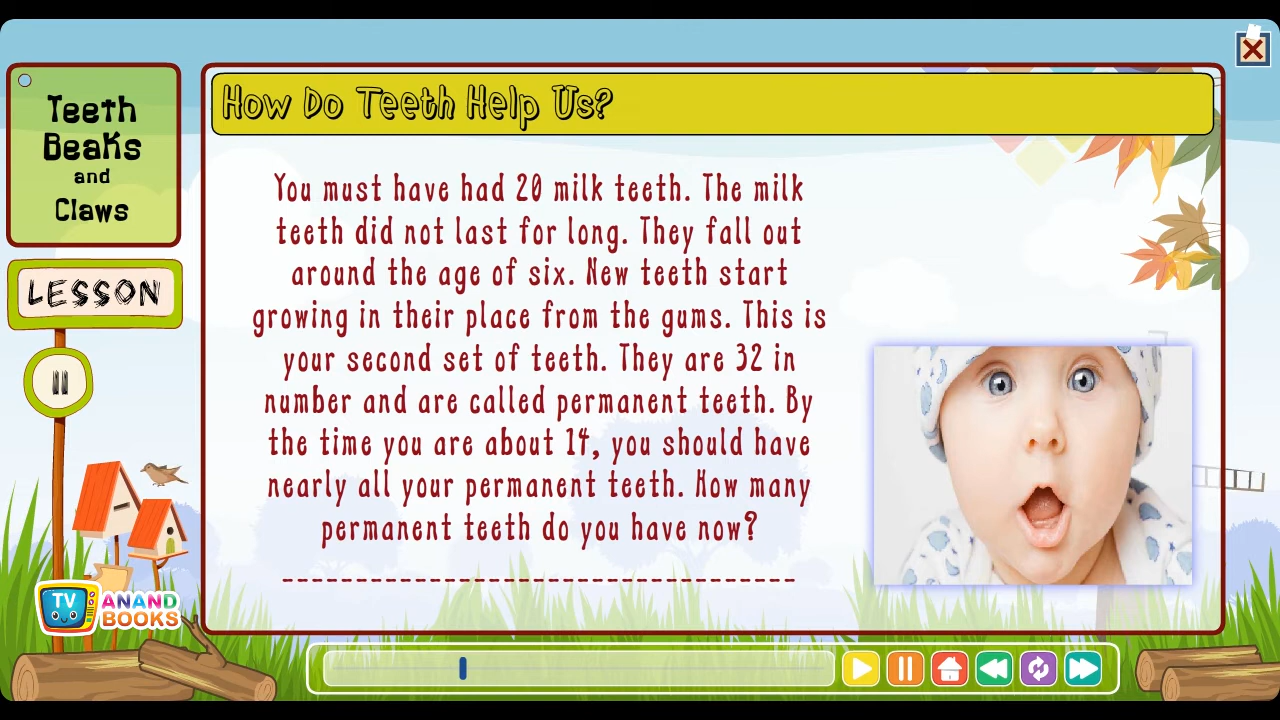 Teeth
Beaks
and
Claws
LESSON
11
How Do Teeth Help Us?
You must have had 20 milk teeth. The milk
teeth did not last for long. They fall out
around the age of six. New teeth start
growing in their place from the gums. This is
your second set of teeth. They are 32 in
number and are called permanent teeth. By
the time you are about 14, you should have
nearly all your permanent teeth. How many
permanent teeth do you have now?
TV
ANAND
BOOKS